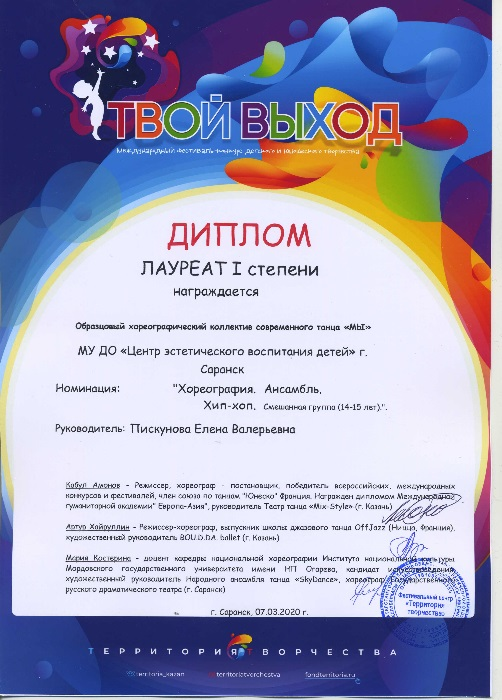 ТВОЙ ВЫХОД
Международный фестиваль-конкурс детского и юношеского творчества
ДИПЛОМ
ЛАУРЕАТ I степени
награждается
Образцовый хореографический коллектив современного танца «МЫ»
МУ ДО «Центр эстетического воспитания детей» г.
Саранск
Номинация: "Хореография. Ансамбль.
Хип-хоп. Смешанная группа (14-15 лет).".
Руководитель: Пискунова Елена Валерьевна
Кабул Аманов - Режиссер, хореограф - постановщик, победитель всероссийских, международных
конкурсов и фестивалей, член союза по танцам "Юнеско" Франция. Награжден дипломом Международной
гуманитарной академии" Европа-Азия", руководитель Театр танца «Mix-Style» (г. Казань)
Артур Хайруллин - Режиссер-хореограф, выпускник школы джазового танца OffJazz (Ницца, Франция),
художественный руководитель BOU.D.DA ballet (г. Казань)
Мария Костерина - доцент кафедры национальной хореографии Института национальной культуры
Мордовского государственного университета имени НП Огарева, кандидат искусствоведения,
художественный руководитель Народного ансамбля танца «SkyDance», хореограф Государственного
русского драматического театра (г. Саранск)
Фестивальный центр
«Территория
творчества»
г. Саранск, 07.03.2020 г.
ТЕРРИТОРИЯ ТВОРЧЕСТВА
territoria_kazan territoriatvorchestva fondterritoria.ru